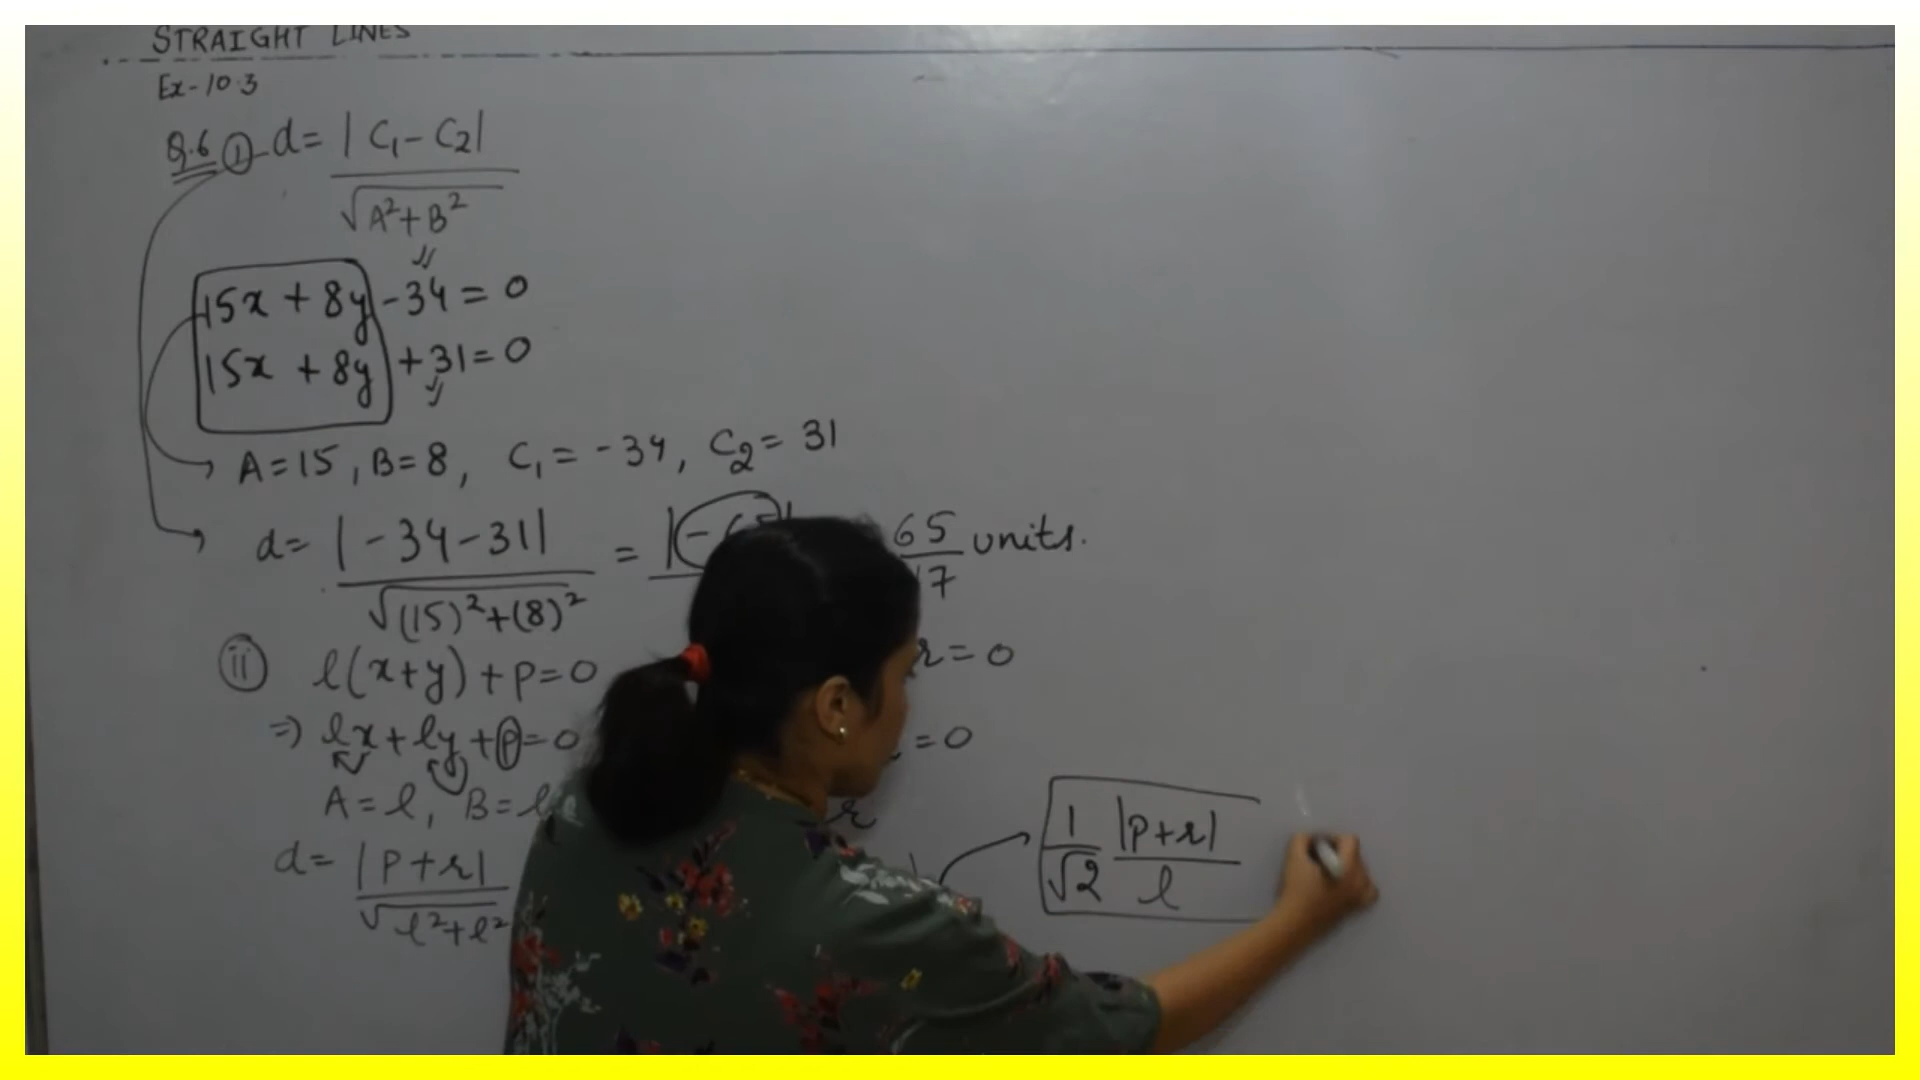 STRAIGHT LINES
Ex-10.3
Q.6 (i) d = |C₁ - C₂| / √A² + B²
15x + 8y - 34 = 0
15x + 8y + 31 = 0
A = 15, B = 8, C₁ = -34, C₂ = 31
d = |-34 - 31| / √(15)² + (8)² = 65 / 17 units.
(ii) l(x+y) + p = 0 r = 0
⇒ lx + ly + p = 0 = 0
A = l, B = l r
d = |p + r| / √l² + l² 1/√2 |p + r| / l